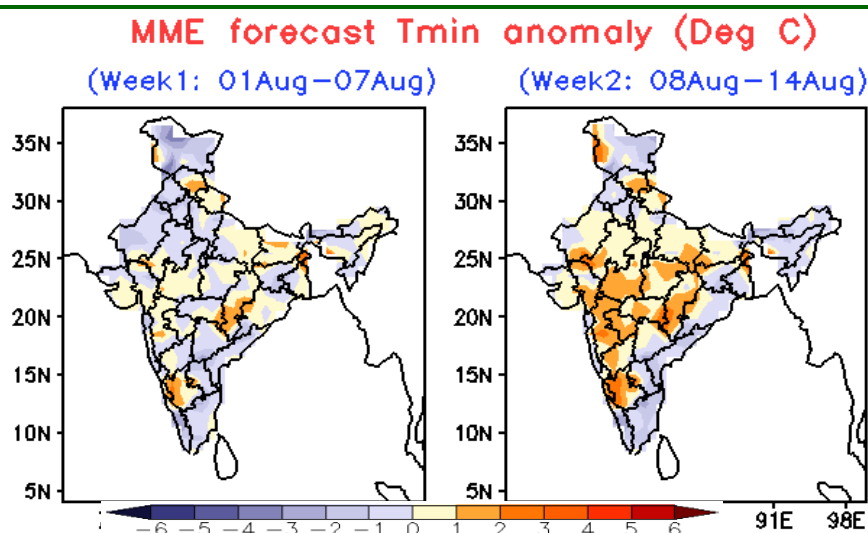 MME forecast Tmin anomaly (Deg C)
(Week1: 01Aug-07Aug)
(Week2: 08Aug-14Aug)
35N
30N
25N
20N
15N
10N
5N
35N
30N
25N
20N
15N
10N
5N
-6 -5 -4 -3 -2 -1 0 1 2 3 4 5 6
91E 98E